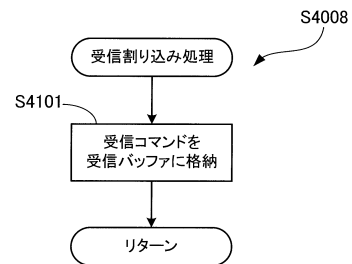 S4008
受信割り込み処理
S4101
受信コマンドを
受信バッファに格納
リターン